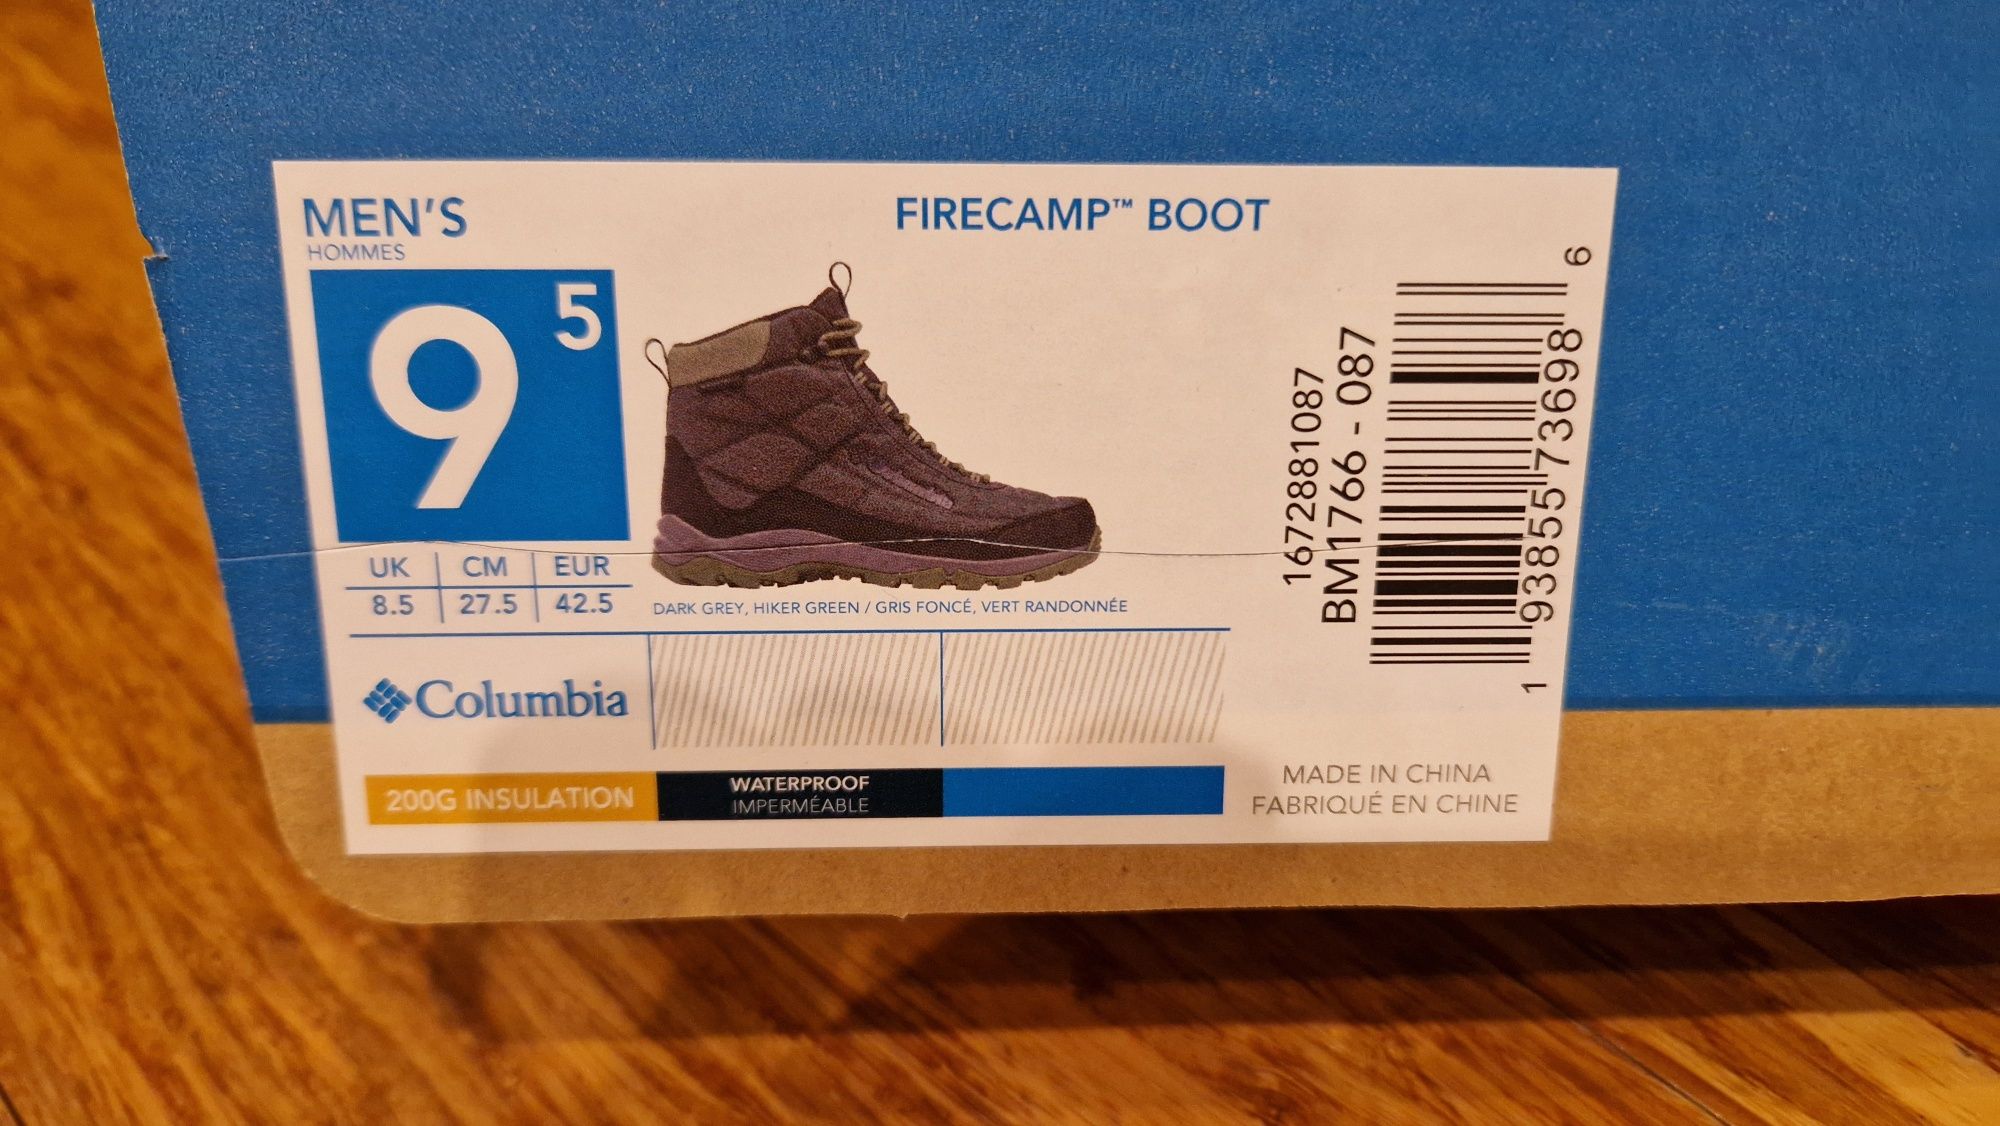 MEN'S
HOMMES
9 5
UK CM EUR
8.5 27.5 42.5
FIRECAMP™ BOOT
DARK GREY, HIKER GREEN / GRIS FONCÉ, VERT RANDONNÉE
Columbia
200G INSULATION
WATERPROOF
IMPERMÉABLE
1672881087
BM1766 - 087
1 93855 73698 6
MADE IN CHINA
FABRIQUÉ EN CHINE